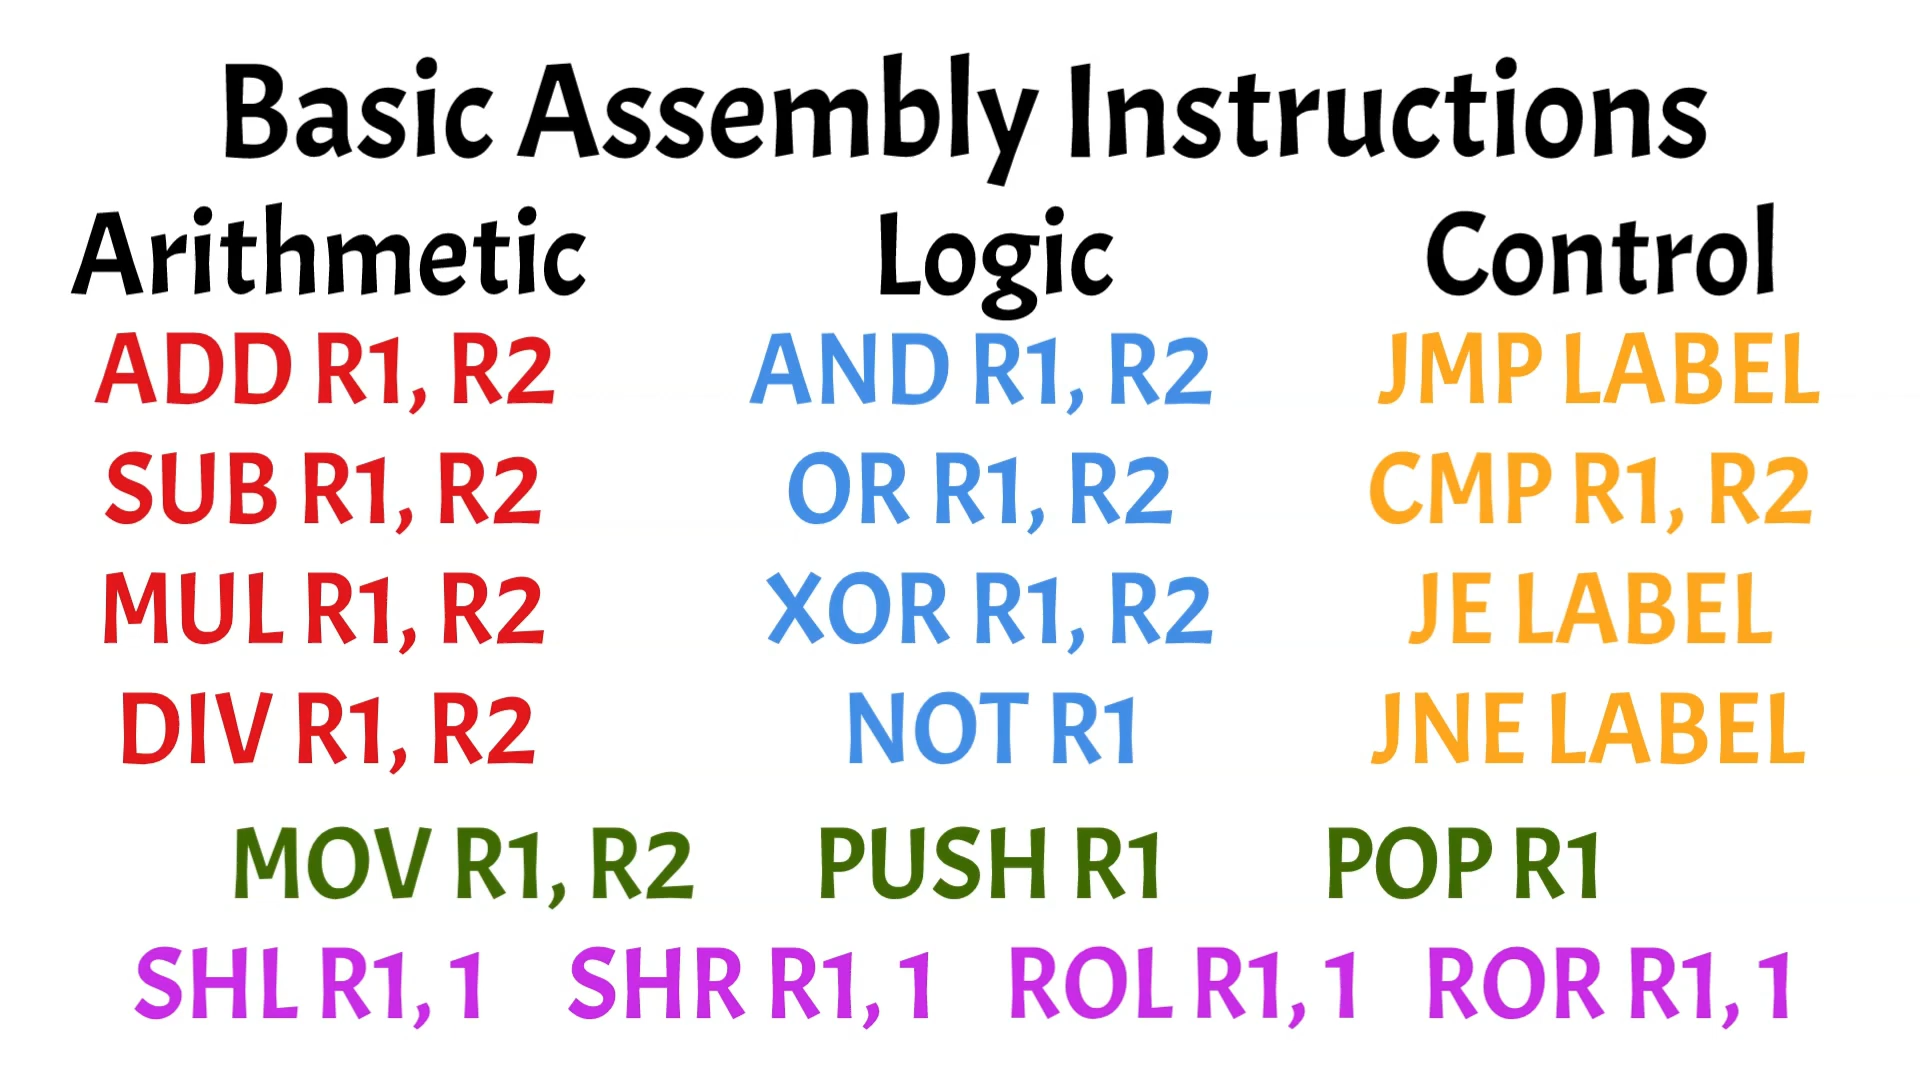 Basic Assembly Instructions
Arithmetic Logic Control
ADD R1, R2 AND R1, R2 JMP LABEL
SUB R1, R2 OR R1, R2 CMP R1, R2
MUL R1, R2 XOR R1, R2 JE LABEL
DIV R1, R2 NOT R1 JNE LABEL
MOV R1, R2 PUSH R1 POP R1
SHL R1, 1 SHR R1, 1 ROL R1, 1 ROR R1, 1